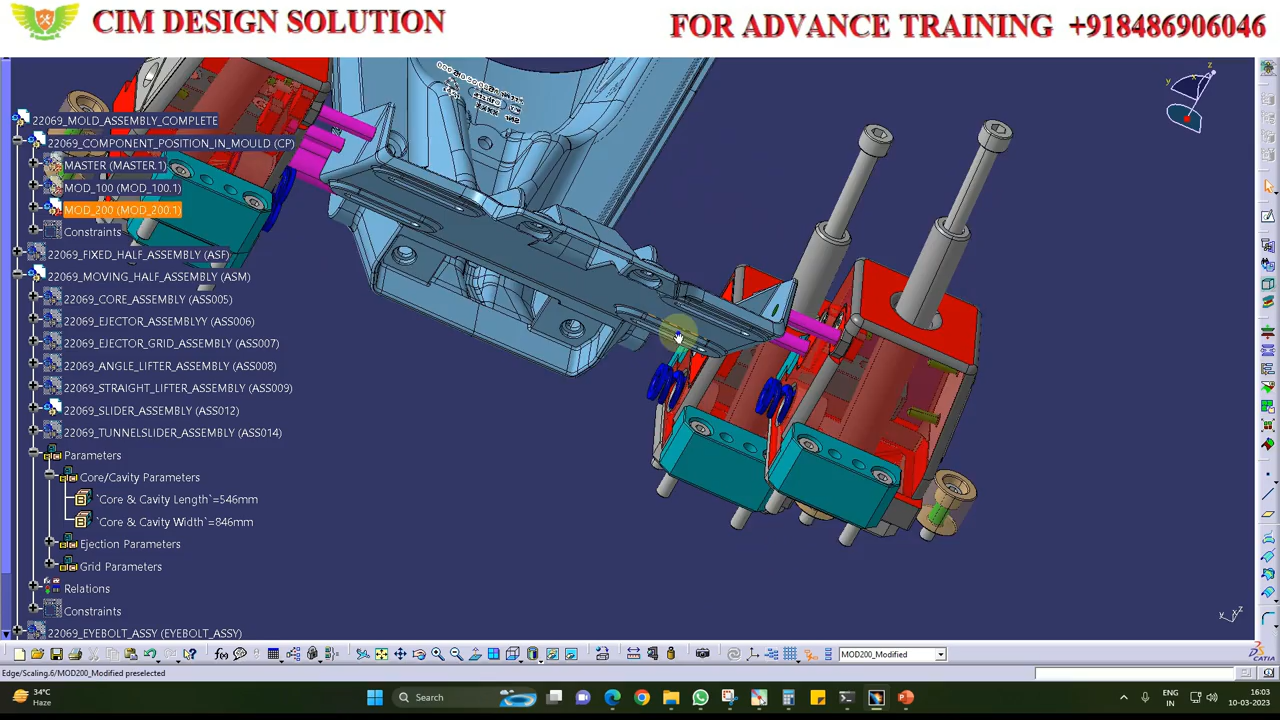 CIM DESIGN SOLUTION
FOR ADVANCE TRAINING +918486906046
22069_MOLD_ASSEMBLY_COMPLETE
22069_COMPONENT_POSITION_IN_MOULD (CP)
MASTER (MASTER.1)
MOD_100 (MOD_100.1)
MOD_200 (MOD_200.1)
Constraints
22069_FIXED_HALF_ASSEMBLY (ASF)
22069_MOVING_HALF_ASSEMBLY (ASM)
22069_CORE_ASSEMBLY (ASS005)
22069_EJECTOR_ASSEMBLYY (ASS006)
22069_EJECTOR_GRID_ASSEMBLY (ASS007)
22069_ANGLE_LIFTER_ASSEMBLY (ASS008)
22069_STRAIGHT_LIFTER_ASSEMBLY (ASS009)
22069_SLIDER_ASSEMBLY (ASS012)
22069_TUNNELSLIDER_ASSEMBLY (ASS014)
Parameters
Core/Cavity Parameters
`Core & Cavity Length`=546mm
`Core & Cavity Width`=846mm
Ejection Parameters
Grid Parameters
Relations
Constraints
22069_EYEBOLT_ASSY (EYEBOLT_ASSY)
z
y
x
f(x)
MOD200_Modified
CATIA
Edge/Scaling.6/MOD200_Modified preselected
34°C
Haze
Search
ENG
IN
16:03
10-03-2023